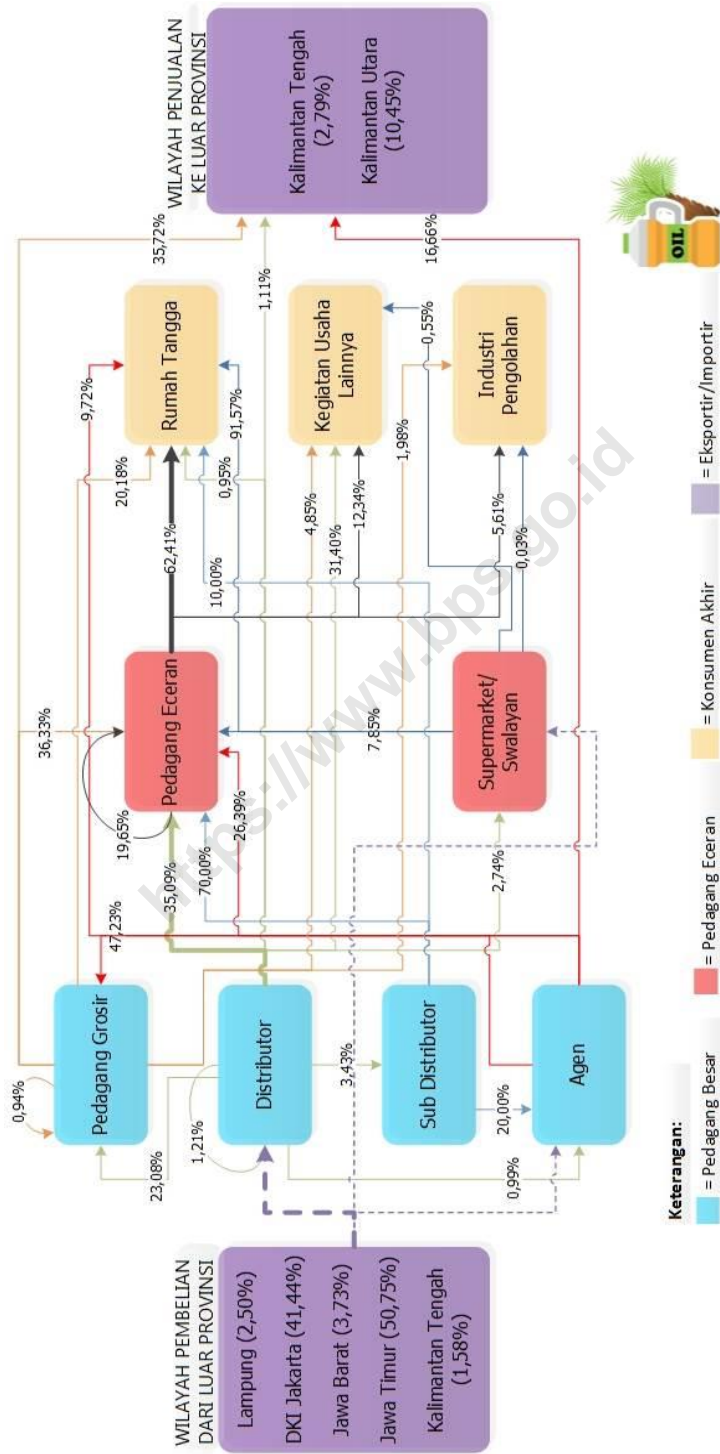 WILAYAH PEMBELIAN
DARI LUAR PROVINSI
Lampung (2,50%)
DKI Jakarta (41,44%)
Jawa Barat (3,73%)
Jawa Timur (50,75%)
Kalimantan Tengah
(1,58%)
0,94%
Pedagang Grosir
23,08%
1,21%
Distributor
3,43%
Sub Distributor
20,00%
0,99%
Agen
47,23%
36,33%
19,65%
35,09%
70,00%
26,39%
Pedagang Eceran
7,85%
2,74%
Supermarket/
Swalayan
20,18%
9,72%
62,41%
10,00%
0,95%
91,57%
4,85%
31,40%
12,34%
1,98%
5,61%
0,03%
0,55%
Rumah Tangga
Kegiatan Usaha
Lainnya
Industri
Pengolahan
35,72%
1,11%
16,66%
WILAYAH PENJUALAN
KE LUAR PROVINSI
Kalimantan Tengah
(2,79%)
Kalimantan Utara
(10,45%)
Keterangan:
= Pedagang Besar
= Pedagang Eceran
= Konsumen Akhir
= Eksportir/Importir
OIL
https://www.bps.go.id